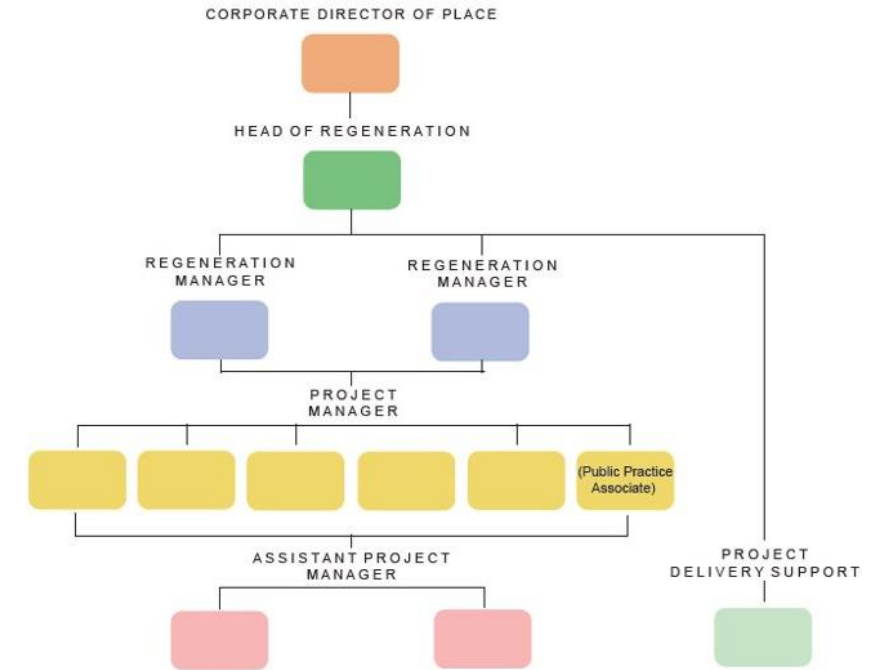 CORPORATE DIRECTOR OF PLACE
HEAD OF REGENERATION
REGENERATION
MANAGER
REGENERATION
MANAGER
PROJECT
MANAGER
(Public Practice
Associate)
ASSISTANT PROJECT
MANAGER
PROJECT
DELIVERY SUPPORT